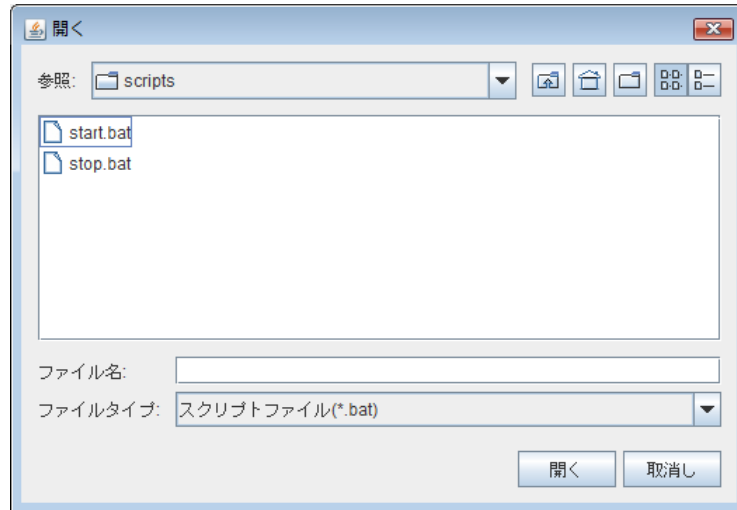 開く
参照: scripts
start.bat
stop.bat
ファイル名:
ファイルタイプ: スクリプトファイル(*.bat)
開く 取消し